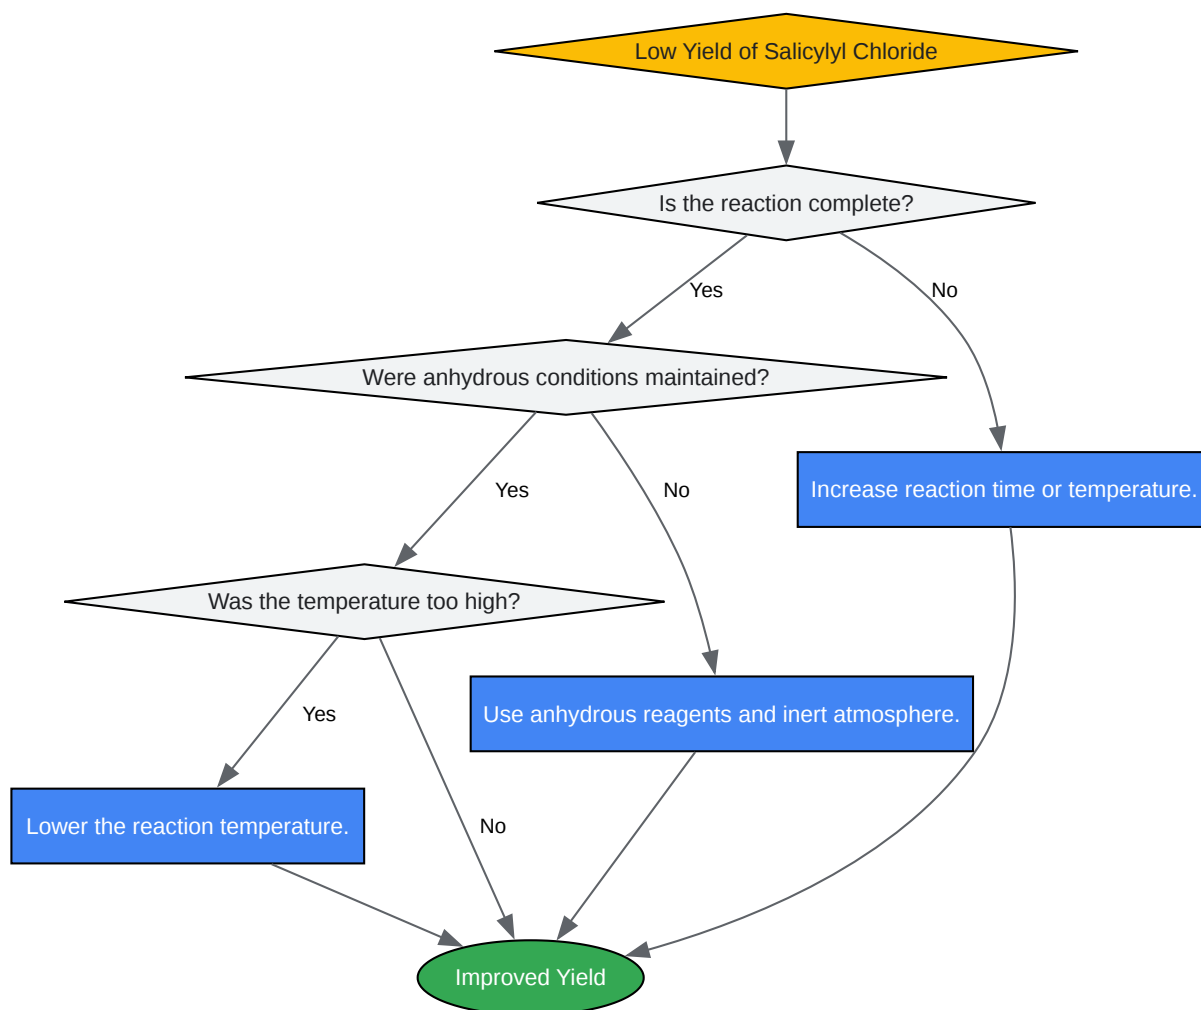 Low Yield of Salicylyl Chloride
Is the reaction complete?
Yes
No
Were anhydrous conditions maintained?
Yes
No
Increase reaction time or temperature.
Was the temperature too high?
Yes
No
Use anhydrous reagents and inert atmosphere.
Lower the reaction temperature.
Improved Yield